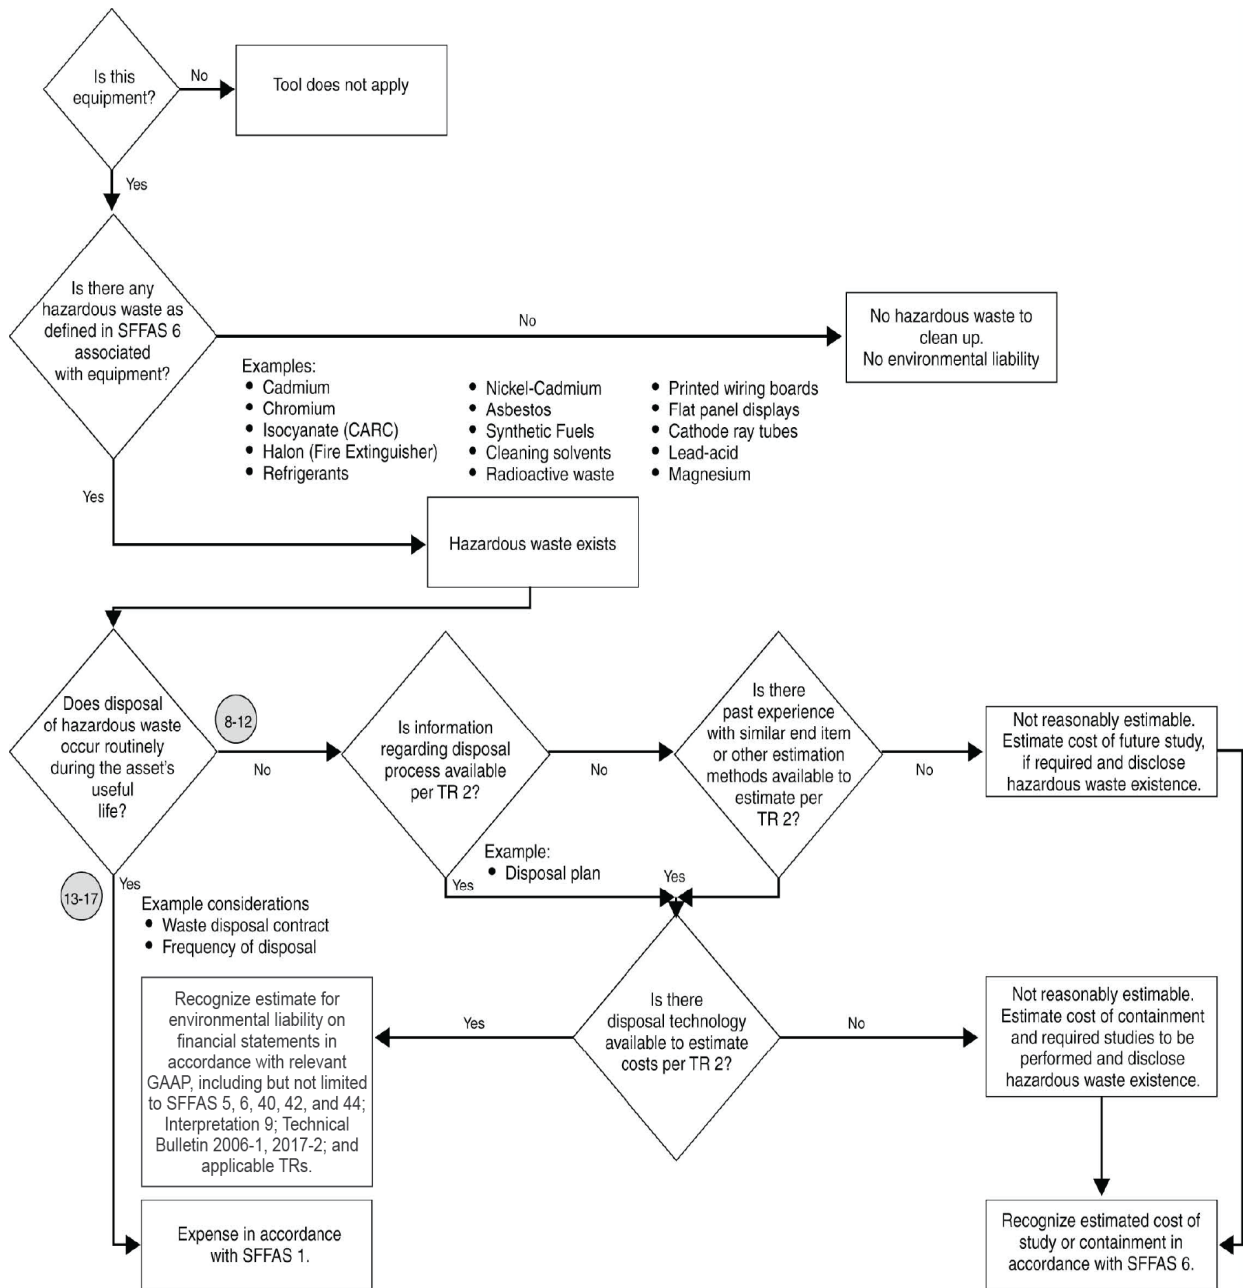 Is this
equipment?
No
Tool does not apply
Yes
Is there any
hazardous waste as
defined in SFFAS 6
associated
with equipment?
No
No hazardous waste to
clean up.
No environmental liability
Examples:
• Cadmium
• Chromium
• Isocyanate (CARC)
• Halon (Fire Extinguisher)
• Refrigerants
• Nickel-Cadmium
• Asbestos
• Synthetic Fuels
• Cleaning solvents
• Radioactive waste
• Printed wiring boards
• Flat panel displays
• Cathode ray tubes
• Lead-acid
• Magnesium
Yes
Hazardous waste exists
Does disposal
of hazardous waste
occur routinely
during the asset's
useful
life?
8-12
No
Is information
regarding disposal
process available
per TR 2?
No
Is there
past experience
with similar end item
or other estimation
methods available to
estimate per
TR 2?
No
Not reasonably estimable.
Estimate cost of future study,
if required and disclose
hazardous waste existence.
Example:
• Disposal plan
Yes
Yes
13-17
Yes
Example considerations
• Waste disposal contract
• Frequency of disposal
Recognize estimate for
environmental liability on
financial statements in
accordance with relevant
GAAP, including but not limited
to SFFAS 5, 6, 40, 42, and 44;
Interpretation 9; Technical
Bulletin 2006-1, 2017-2; and
applicable TRs.
Yes
Is there
disposal technology
available to estimate
costs per TR 2?
No
Not reasonably estimable.
Estimate cost of containment
and required studies to be
performed and disclose
hazardous waste existence.
Expense in accordance
with SFFAS 1.
Recognize estimated cost of
study or containment in
accordance with SFFAS 6.